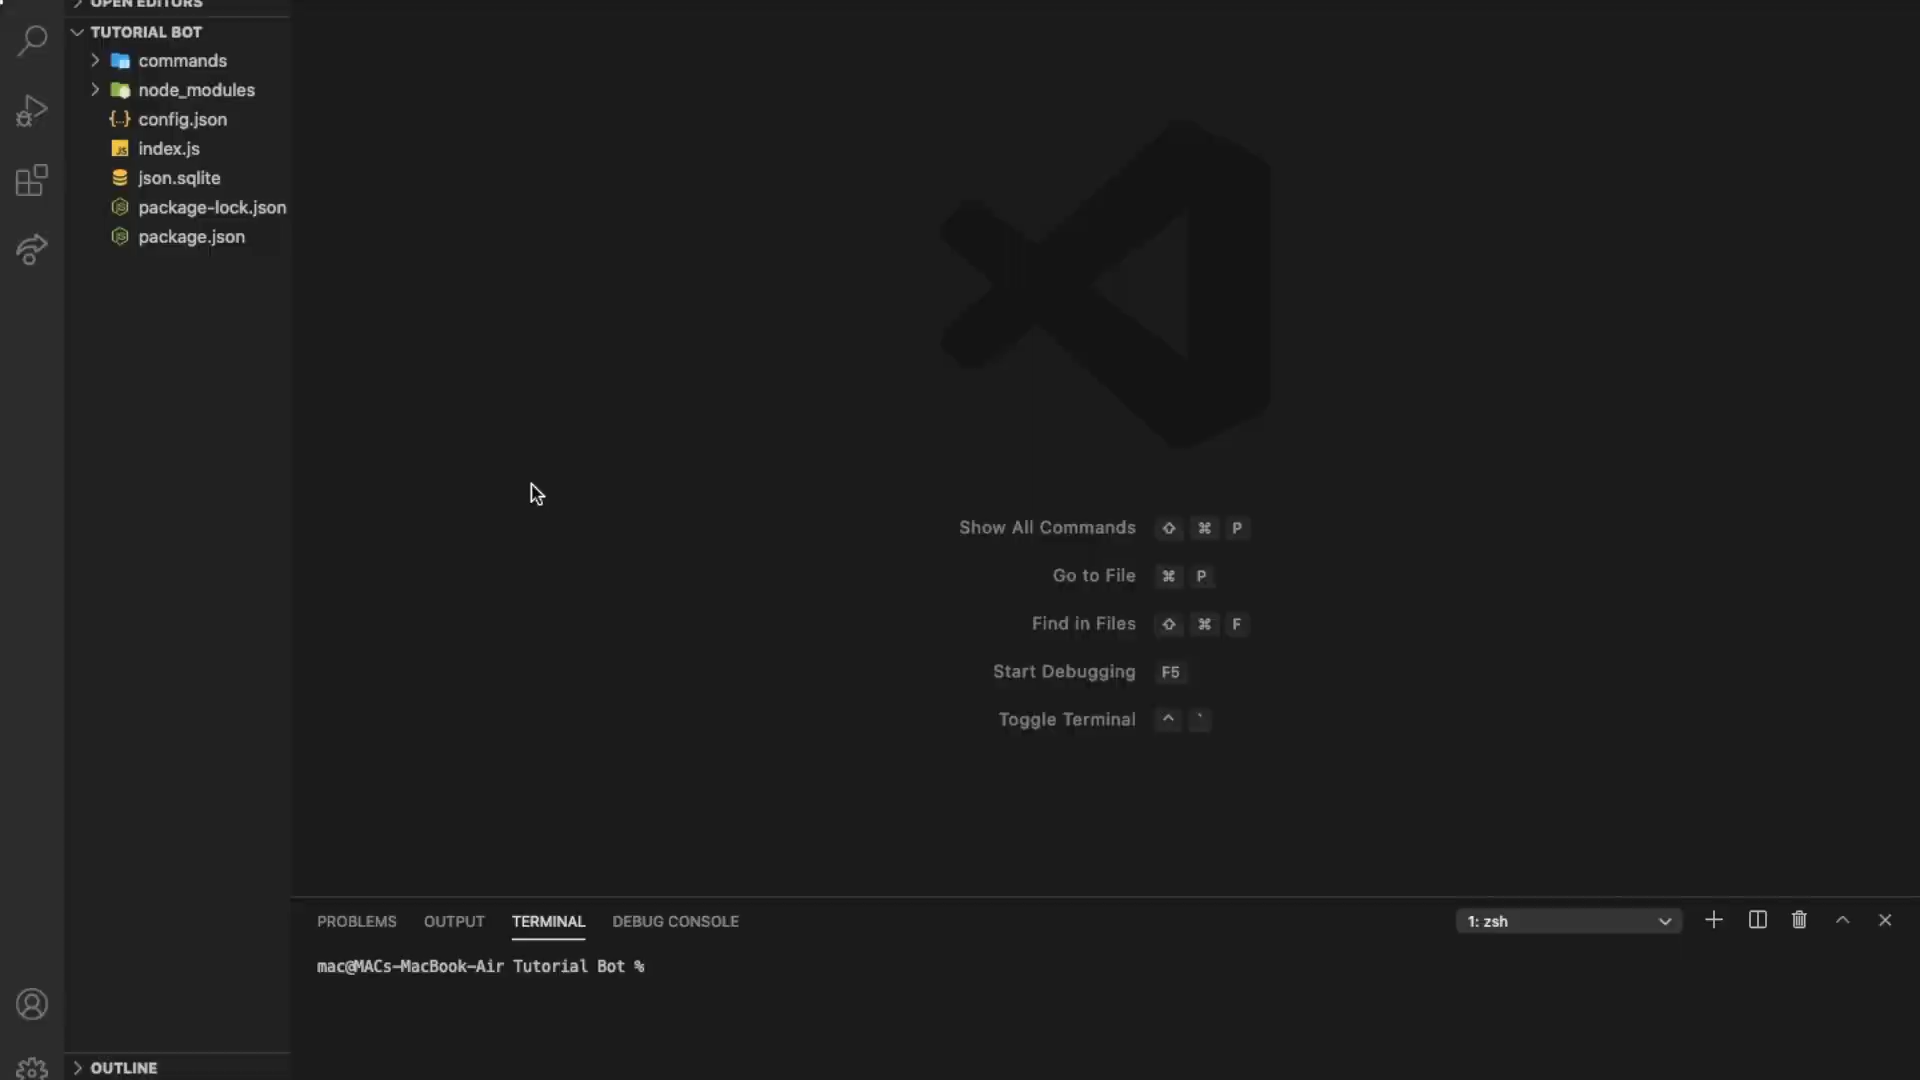 OPEN EDITORS
TUTORIAL BOT
commands
node_modules
config.json
JS index.js
json.sqlite
package-lock.json
package.json
Show All Commands ⇧ ⌘ P
Go to File ⌘ P
Find in Files ⇧ ⌘ F
Start Debugging F5
Toggle Terminal ^ `
PROBLEMS OUTPUT TERMINAL DEBUG CONSOLE 1: zsh
mac@MACs-MacBook-Air Tutorial Bot %
OUTLINE